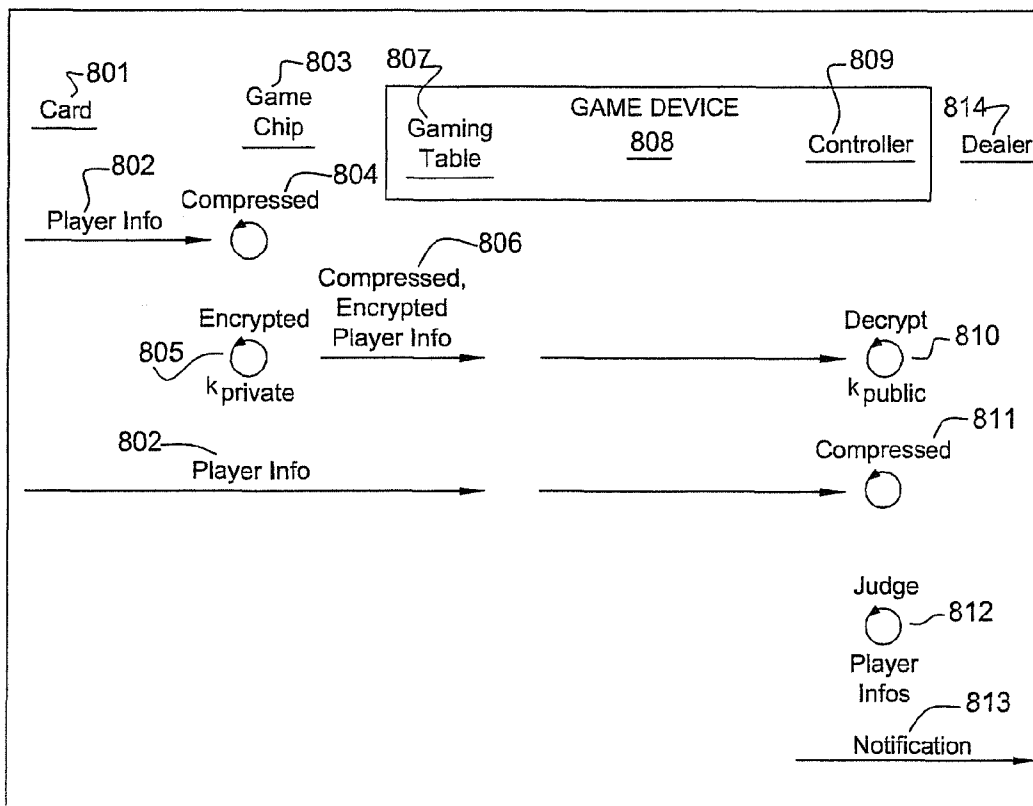 801
Card
803
Game
Chip
807
Gaming
Table
GAME DEVICE
808
809
Controller
814
Dealer
802
Player Info
804
Compressed
806
Compressed,
Encrypted
Player Info
Encrypted
805
k private
Decrypt
810
k public
802
Player Info
811
Compressed
Judge
812
Player
Infos
813
Notification